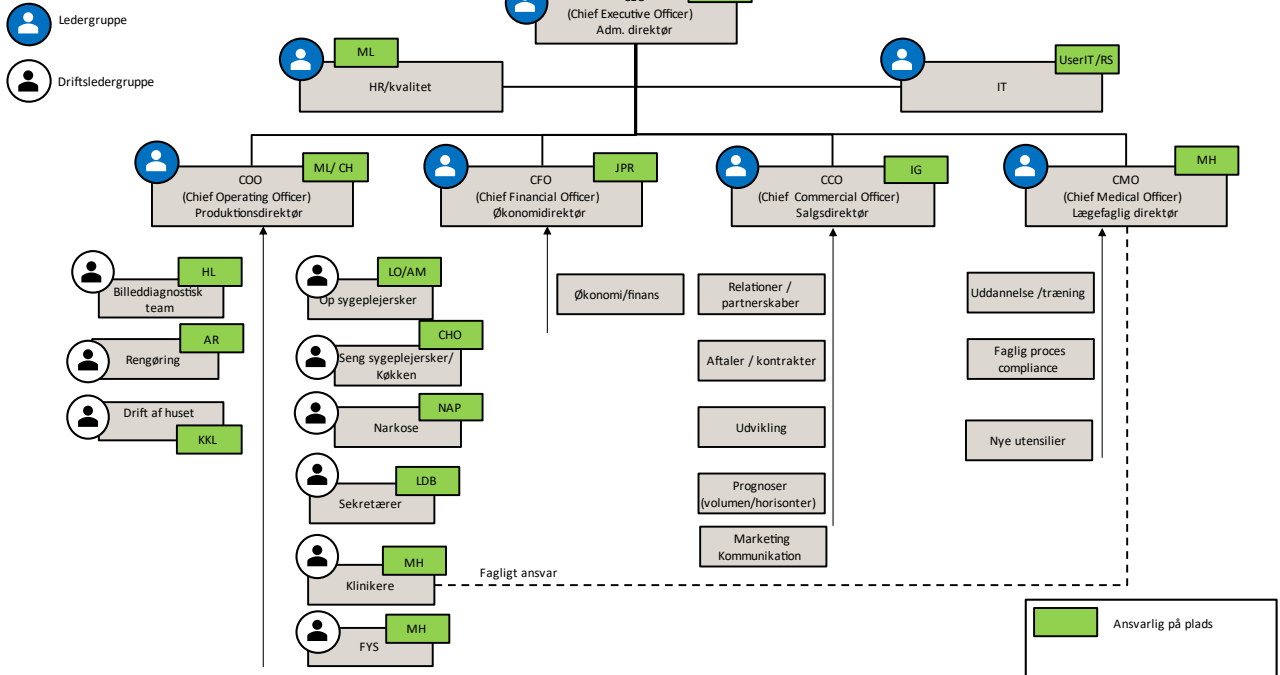 Ledergruppe
Driftsledergruppe
(Chief Executive Officer)
Adm. direktør
ML
HR/kvalitet
UserIT/RS
IT
ML/ CH
COO
(Chief Operating Officer)
Produktionsdirektør
JPR
CFO
(Chief Financial Officer)
Økonomidirektør
IG
CCO
(Chief Commercial Officer)
Salgsdirektør
MH
CMO
(Chief Medical Officer)
Lægefaglig direktør
HL
Billeddiagnostisk
team
AR
Rengøring
Drift af huset
KKL
LO/AM
Op sygeplejersker
CHO
Seng sygeplejersker/
Køkken
NAP
Narkose
LDB
Sekretærer
MH
Klinikere
MH
FYS
Fagligt ansvar
Økonomi/finans
Relationer /
partnerskaber
Aftaler / kontrakter
Udvikling
Prognoser
(volumen/horisonter)
Marketing
Kommunikation
Uddannelse /træning
Faglig proces
compliance
Nye utensilier
Ansvarlig på plads